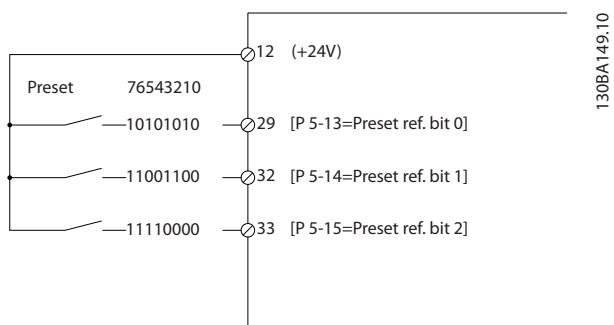 12 (+24V)
Preset 76543210
10101010 29 [P 5-13=Preset ref. bit 0]
11001100 32 [P 5-14=Preset ref. bit 1]
11110000 33 [P 5-15=Preset ref. bit 2]
130BA149.10